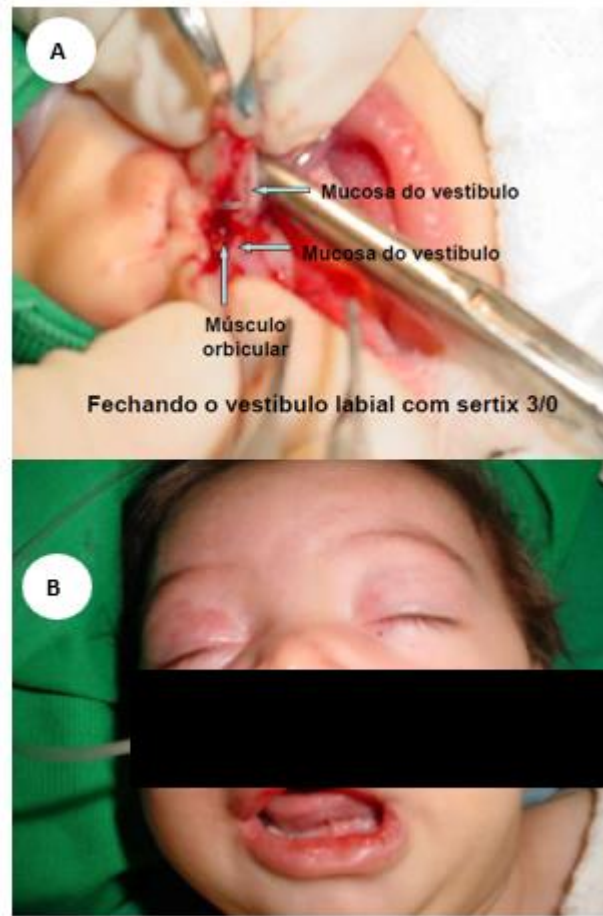 A
Mucosa do vestíbulo
Mucosa do vestíbulo
Músculo
orbicular
Fechando o vestíbulo labial com sertix 3/0
B